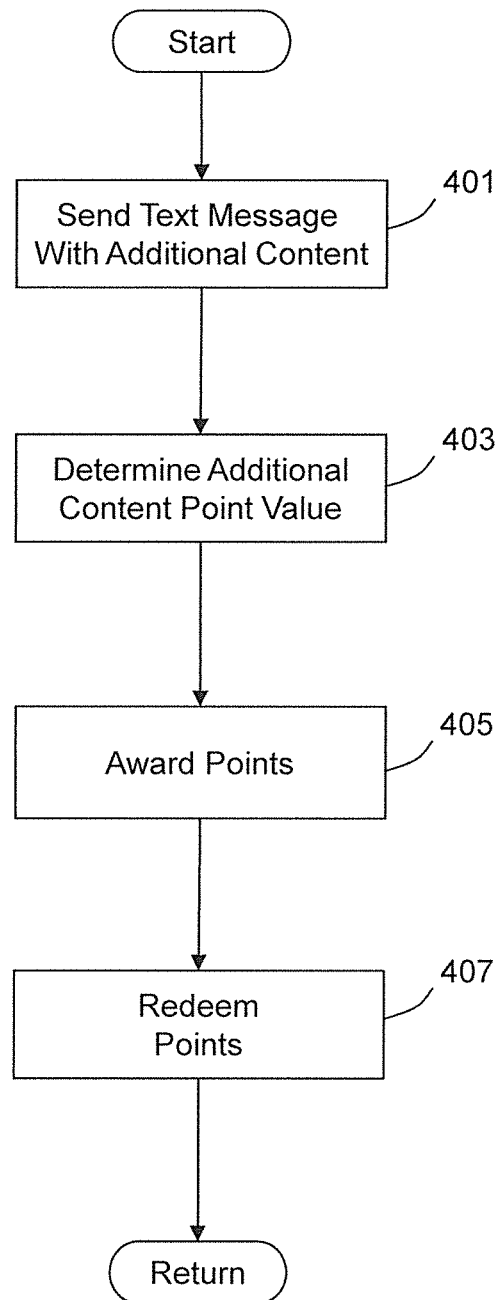 Start
401
Send Text Message
With Additional Content
403
Determine Additional
Content Point Value
405
Award Points
407
Redeem
Points
Return